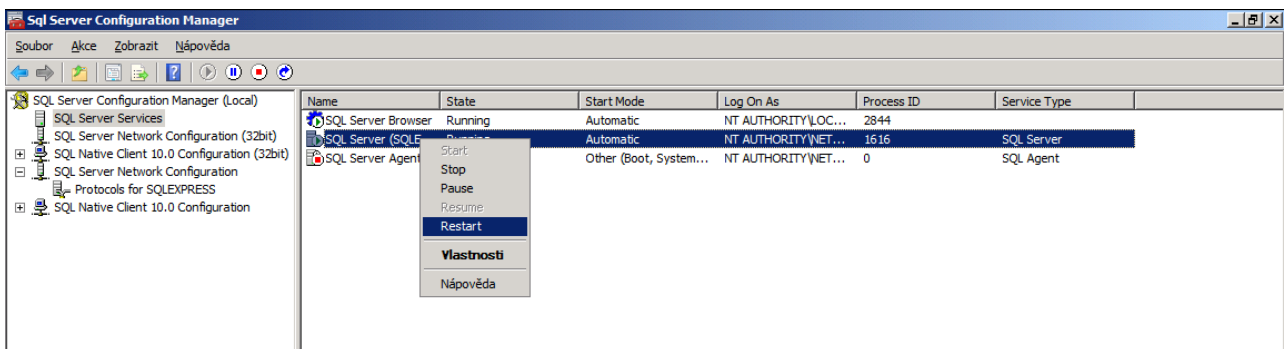 Sql Server Configuration Manager
Soubor Akce Zobrazit Nápověda
SQL Server Configuration Manager (Local)
SQL Server Services
SQL Server Network Configuration (32bit)
SQL Native Client 10.0 Configuration (32bit)
SQL Server Network Configuration
Protocols for SQLEXPRESS
SQL Native Client 10.0 Configuration
Name State Start Mode Log On As Process ID Service Type
SQL Server Browser Running Automatic NT AUTHORITY\LOC... 2844
SQL Server (SQLE Running Automatic NT AUTHORITY\NET... 1616 SQL Server
SQL Server Agent Other (Boot, System... NT AUTHORITY\NET... 0 SQL Agent
Start
Stop
Pause
Resume
Restart
Vlastnosti
Nápověda